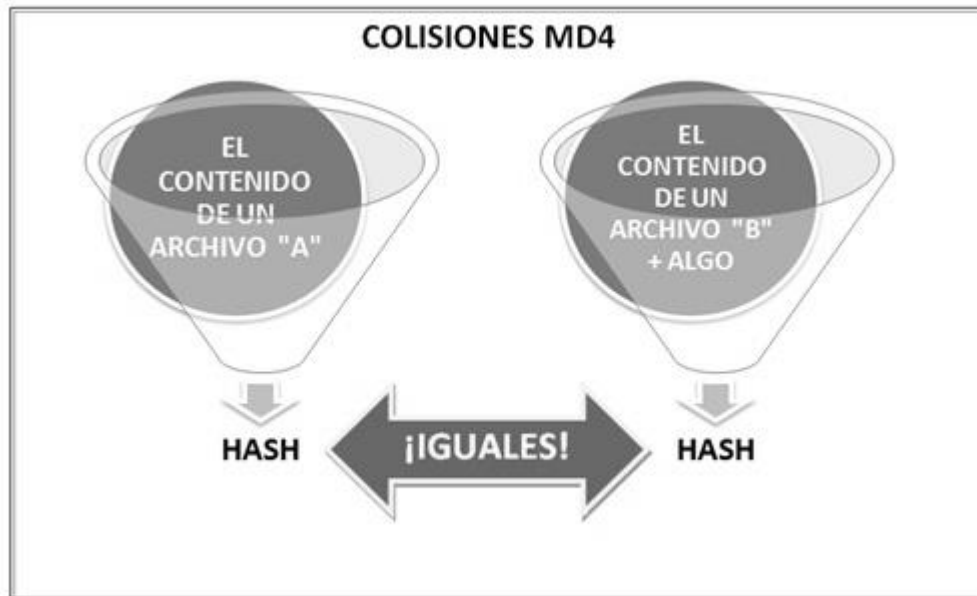 COLISIONES MD4
EL
CONTENIDO
DE UN
ARCHIVO "A"
EL
CONTENIDO
DE UN
ARCHIVO "B"
+ ALGO
HASH
¡IGUALES!
HASH